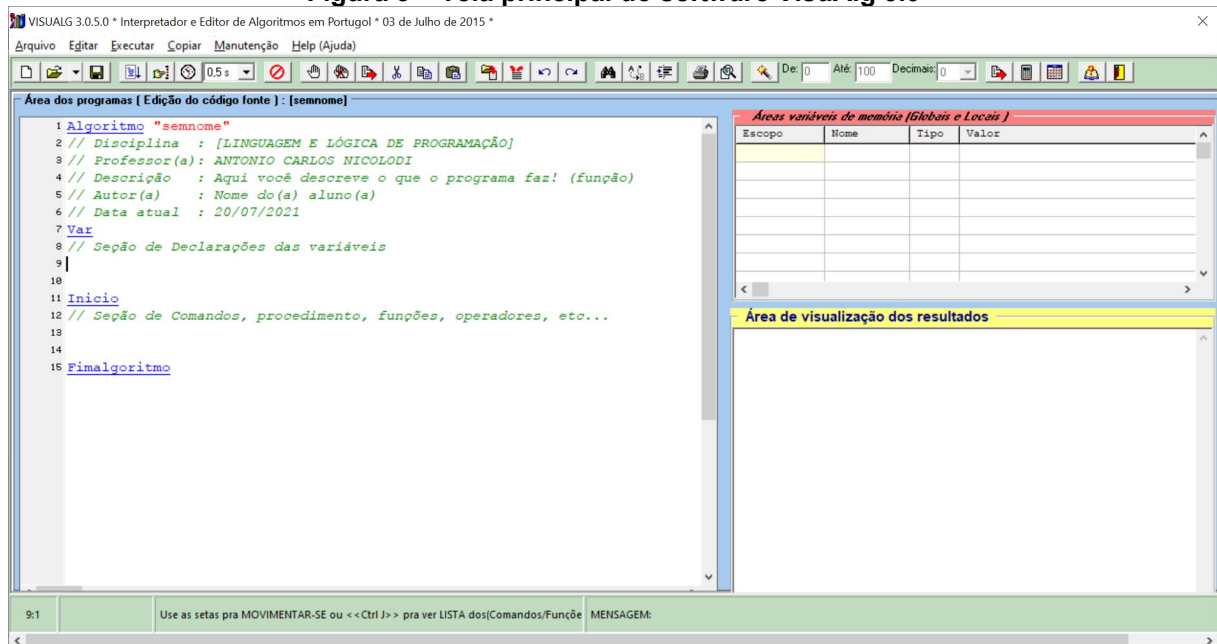 VISUALG 3.0.5.0 * Interpretador e Editor de Algoritmos em Portugol * 03 de Julho de 2015 *
Arquivo Editar Executar Copiar Manutenção Help (Ajuda)
0,5 s De: 0 Até: 100 Decimais: 0
Área dos programas ( Edição do código fonte ) : [semnome]
1 Algoritmo "semnome"
2 // Disciplina : [LINGUAGEM E LÓGICA DE PROGRAMAÇÃO]
3 // Professor(a): ANTONIO CARLOS NICOLODI
4 // Descrição : Aqui você descreve o que o programa faz! (função)
5 // Autor(a) : Nome do(a) aluno(a)
6 // Data atual : 20/07/2021
7 Var
8 // Seção de Declarações das variáveis
9
10
11 Inicio
12 // Seção de Comandos, procedimento, funções, operadores, etc...
13
14
15 Fimalgoritmo
Áreas variáveis de memória (Globais e Locais )
Escopo Nome Tipo Valor
Área de visualização dos resultados
9:1 Use as setas pra MOVIMENTAR-SE ou <<Ctrl J>> pra ver LISTA dos(Comandos/Funçõe MENSAGEM: